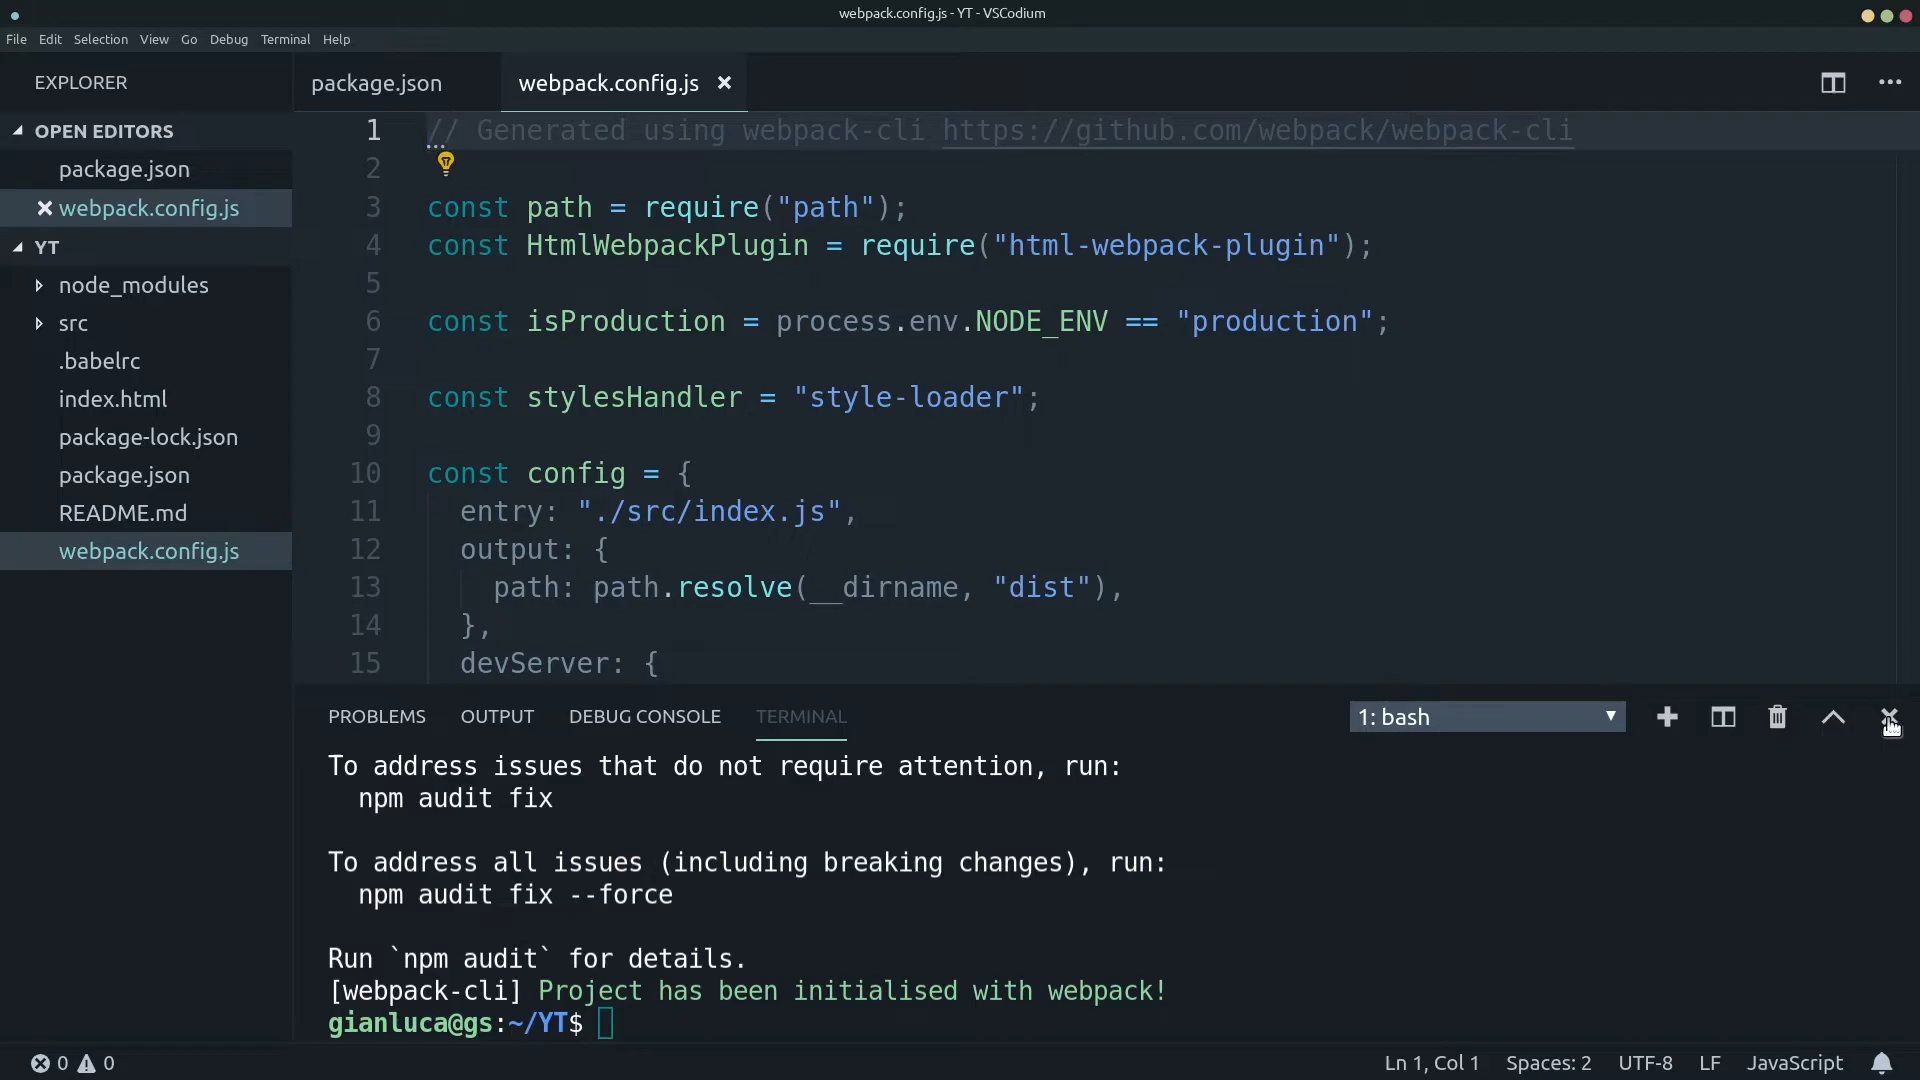 webpack.config.js - YT - VSCodium
File Edit Selection View Go Debug Terminal Help
EXPLORER
OPEN EDITORS
package.json
webpack.config.js
YT
node_modules
src
.babelrc
index.html
package-lock.json
package.json
README.md
webpack.config.js
package.json webpack.config.js
1 // Generated using webpack-cli https://github.com/webpack/webpack-cli
2
3 const path = require("path");
4 const HtmlWebpackPlugin = require("html-webpack-plugin");
5
6 const isProduction = process.env.NODE_ENV == "production";
7
8 const stylesHandler = "style-loader";
9
10 const config = {
11 entry: "./src/index.js",
12 output: {
13 path: path.resolve(__dirname, "dist"),
14 },
15 devServer: {
PROBLEMS OUTPUT DEBUG CONSOLE TERMINAL 1: bash
To address issues that do not require attention, run:
npm audit fix
To address all issues (including breaking changes), run:
npm audit fix --force
Run `npm audit` for details.
[webpack-cli] Project has been initialised with webpack!
gianluca@gs:~/YT$
0 0 Ln 1, Col 1 Spaces: 2 UTF-8 LF JavaScript